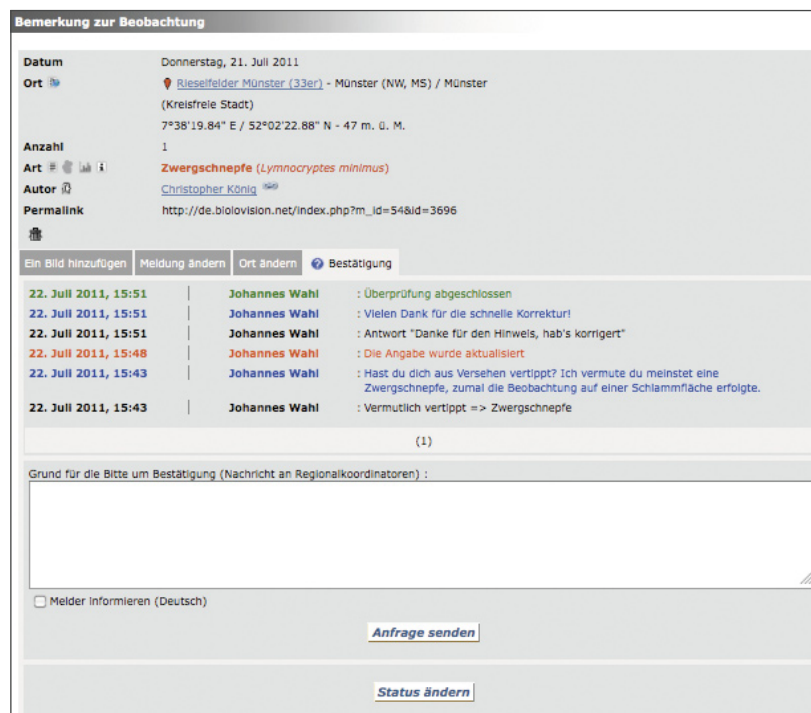 Bemerkung zur Beobachtung
Datum Donnerstag, 21. Juli 2011
Ort Rieselfelder Münster (33er) - Münster (NW, MS) / Münster
(Kreisfreie Stadt)
7°38'19.84" E / 52°02'22.88" N - 47 m. ü. M.
Anzahl 1
Art Zwergschnepfe (Lymnocryptes minimus)
Autor Christopher König
Permalink http://de.biolovision.net/index.php?m_id=54&id=3696
Ein Bild hinzufügen Meldung ändern Ort ändern Bestätigung
22. Juli 2011, 15:51 | Johannes Wahl : Überprüfung abgeschlossen
22. Juli 2011, 15:51 | Johannes Wahl : Vielen Dank für die schnelle Korrektur!
22. Juli 2011, 15:51 | Johannes Wahl : Antwort "Danke für den Hinweis, hab's korrigert"
22. Juli 2011, 15:48 | Johannes Wahl : Die Angabe wurde aktualisiert
22. Juli 2011, 15:43 | Johannes Wahl : Hast du dich aus Versehen vertippt? Ich vermute du meinstet eine
Zwergschnepfe, zumal die Beobachtung auf einer Schlammfläche erfolgte.
22. Juli 2011, 15:43 | Johannes Wahl : Vermutlich vertippt => Zwergschnepfe
(1)
Grund für die Bitte um Bestätigung (Nachricht an Regionalkoordinatoren) :
Melder informieren (Deutsch)
Anfrage senden
Status ändern